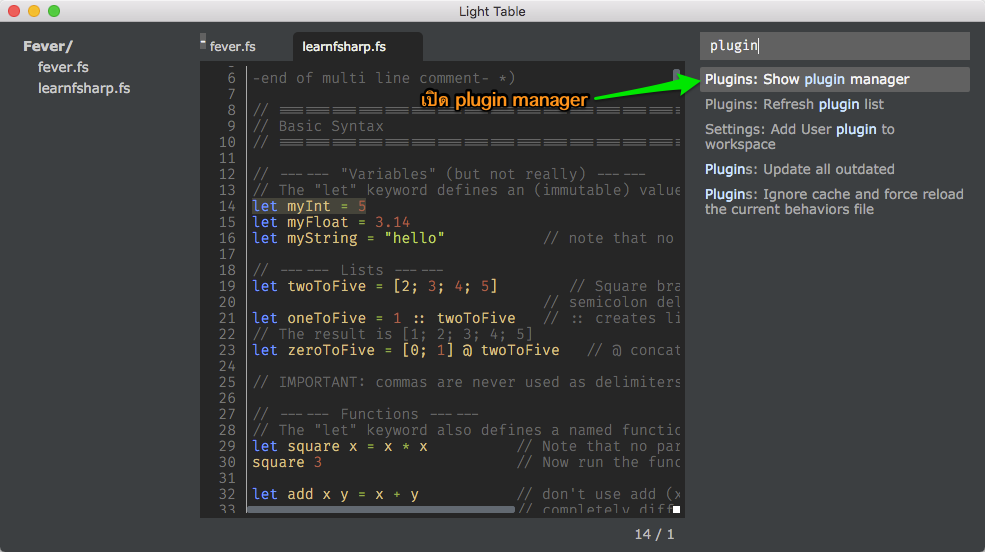 Light Table
Fever/
fever.fs
learnfsharp.fs
fever.fs
learnfsharp.fs
6 -end of multi line comment- *)
7
8 // ==================================================
9 // Basic Syntax
10 // ==================================================
11
12 // ------ "Variables" (but not really) ------
13 // The "let" keyword defines an (immutable) value
14 let myInt = 5
15 let myFloat = 3.14
16 let myString = "hello" // note that no
17
18 // ------ Lists ------
19 let twoToFive = [2; 3; 4; 5] // Square bra
20 // semicolon del
21 let oneToFive = 1 :: twoToFive // :: creates li
22 // The result is [1; 2; 3; 4; 5]
23 let zeroToFive = [0; 1] @ twoToFive // @ concat
24
25 // IMPORTANT: commas are never used as delimiters
26
27 // ------ Functions ------
28 // The "let" keyword also defines a named functio
29 let square x = x * x // Note that no par
30 square 3 // Now run the func
31
32 let add x y = x + y // don't use add (x
33 // completely diff
14 / 1
เปิด plugin manager
plugin
Plugins: Show plugin manager
Plugins: Refresh plugin list
Settings: Add User plugin to
workspace
Plugins: Update all outdated
Plugins: Ignore cache and force reload
the current behaviors file